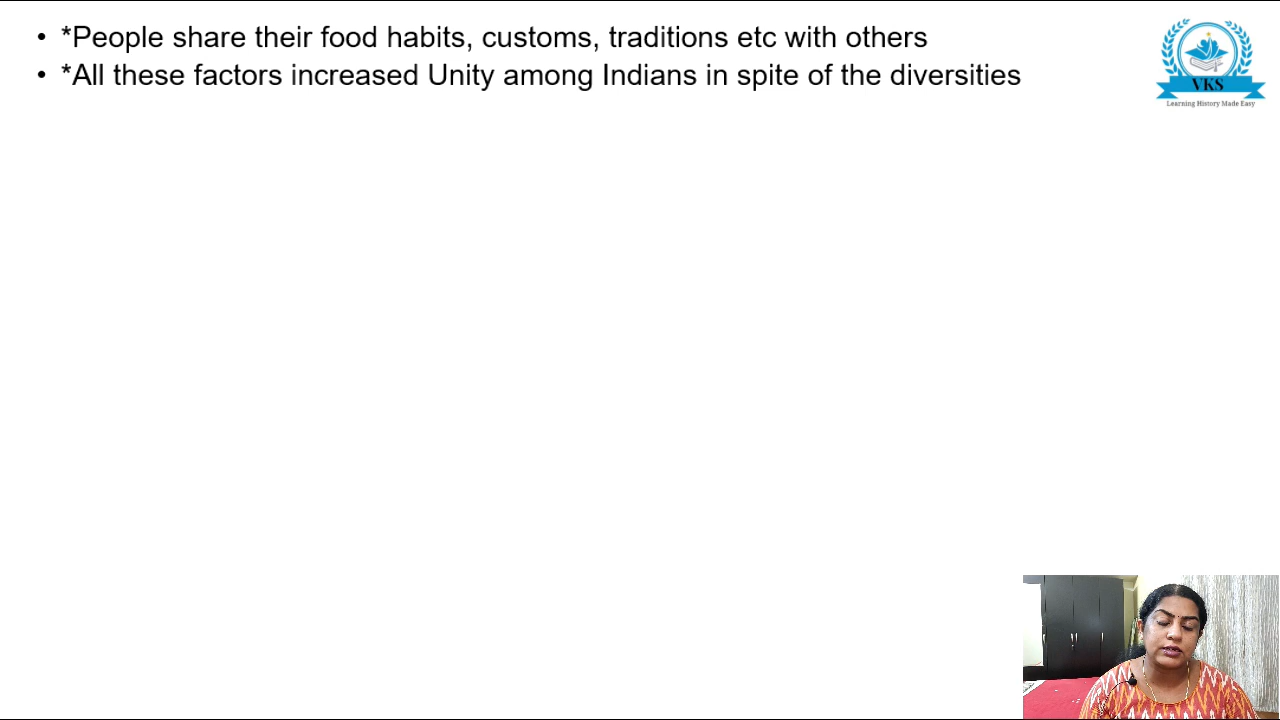 • *People share their food habits, customs, traditions etc with others
• *All these factors increased Unity among Indians in spite of the diversities
VKS
Learning History Made Easy